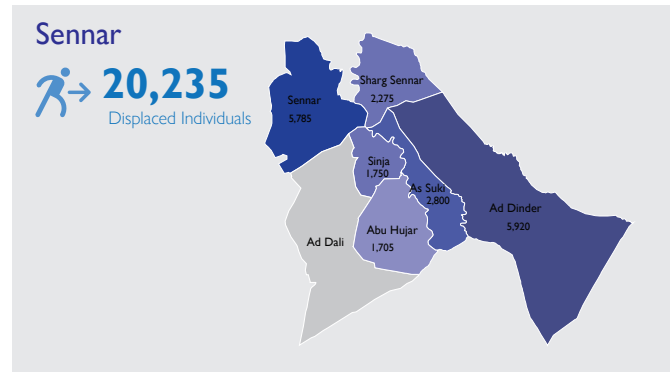 Sennar
20,235
Displaced Individuals
Sharg Sennar
2,275
Sennar
5,785
Sinja
1,750
As Suki
2,800
Ad Dinder
5,920
Abu Hujar
1,705
Ad Dali